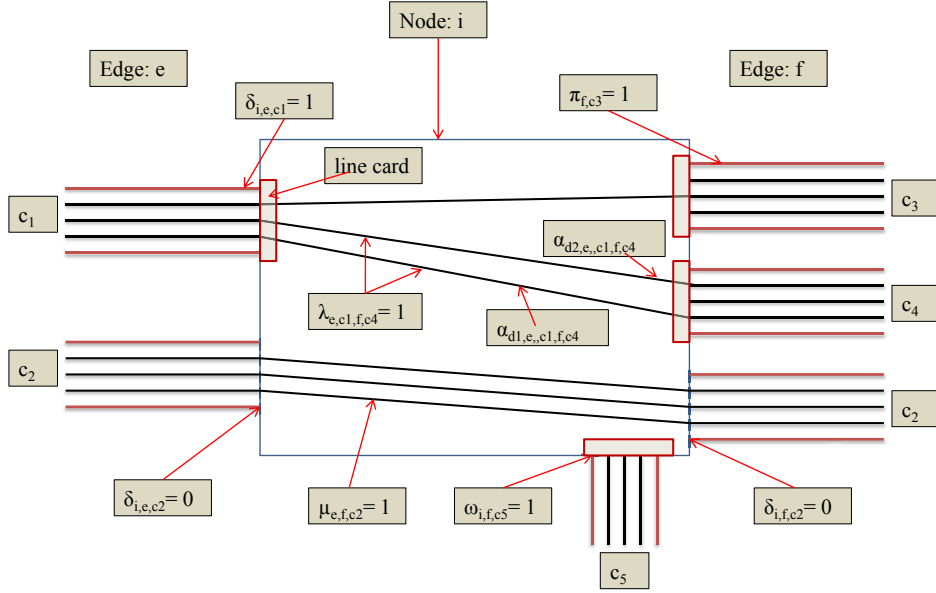 Node: i
Edge: e
Edge: f
δi,e,c1= 1
πf,c3= 1
line card
c1
c3
αd2,e,,c1,f,c4
λe,c1,f,c4= 1
c4
αd1,e,,c1,f,c4
c2
c2
δi,e,c2= 0
μe,f,c2= 1
ωi,f,c5= 1
δi,f,c2= 0
c5